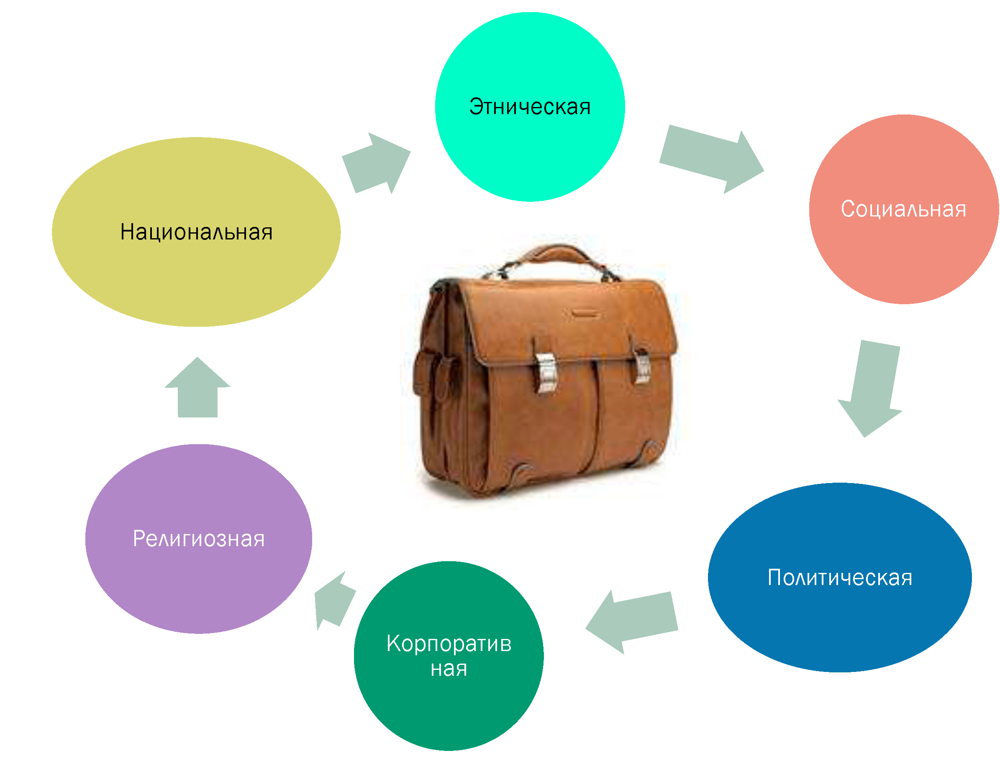 Этническая
Социальная
Политическая
Корпоратив
ная
Религиозная
Национальная